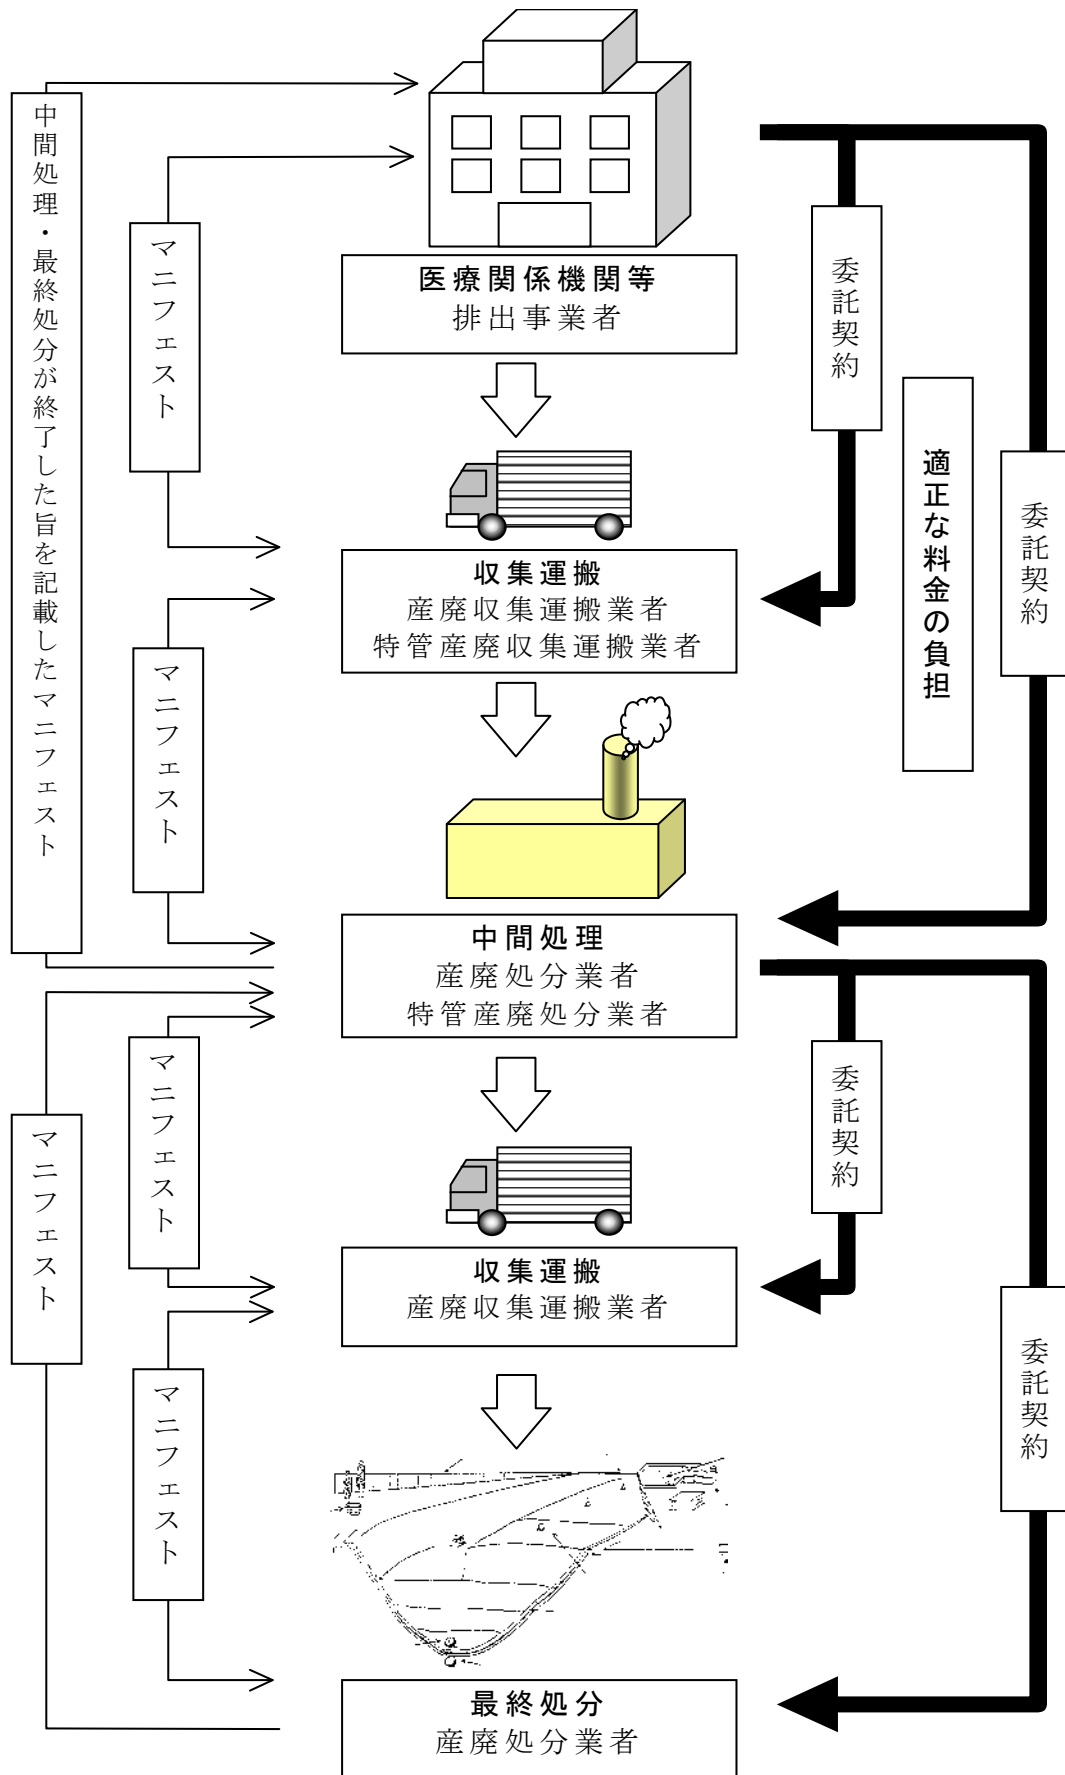 中間処理・最終処分が終了した旨を記載したマニフェスト
マニフェスト
医療関係機関等
排出事業者
委託契約
適正な料金の負担
委託契約
収集運搬
産廃収集運搬業者
特管産廃収集運搬業者
マニフェスト
中間処理
産廃処分業者
特管産廃処分業者
マニフェスト
マニフェスト
委託契約
収集運搬
産廃収集運搬業者
委託契約
マニフェスト
最終処分
産廃処分業者